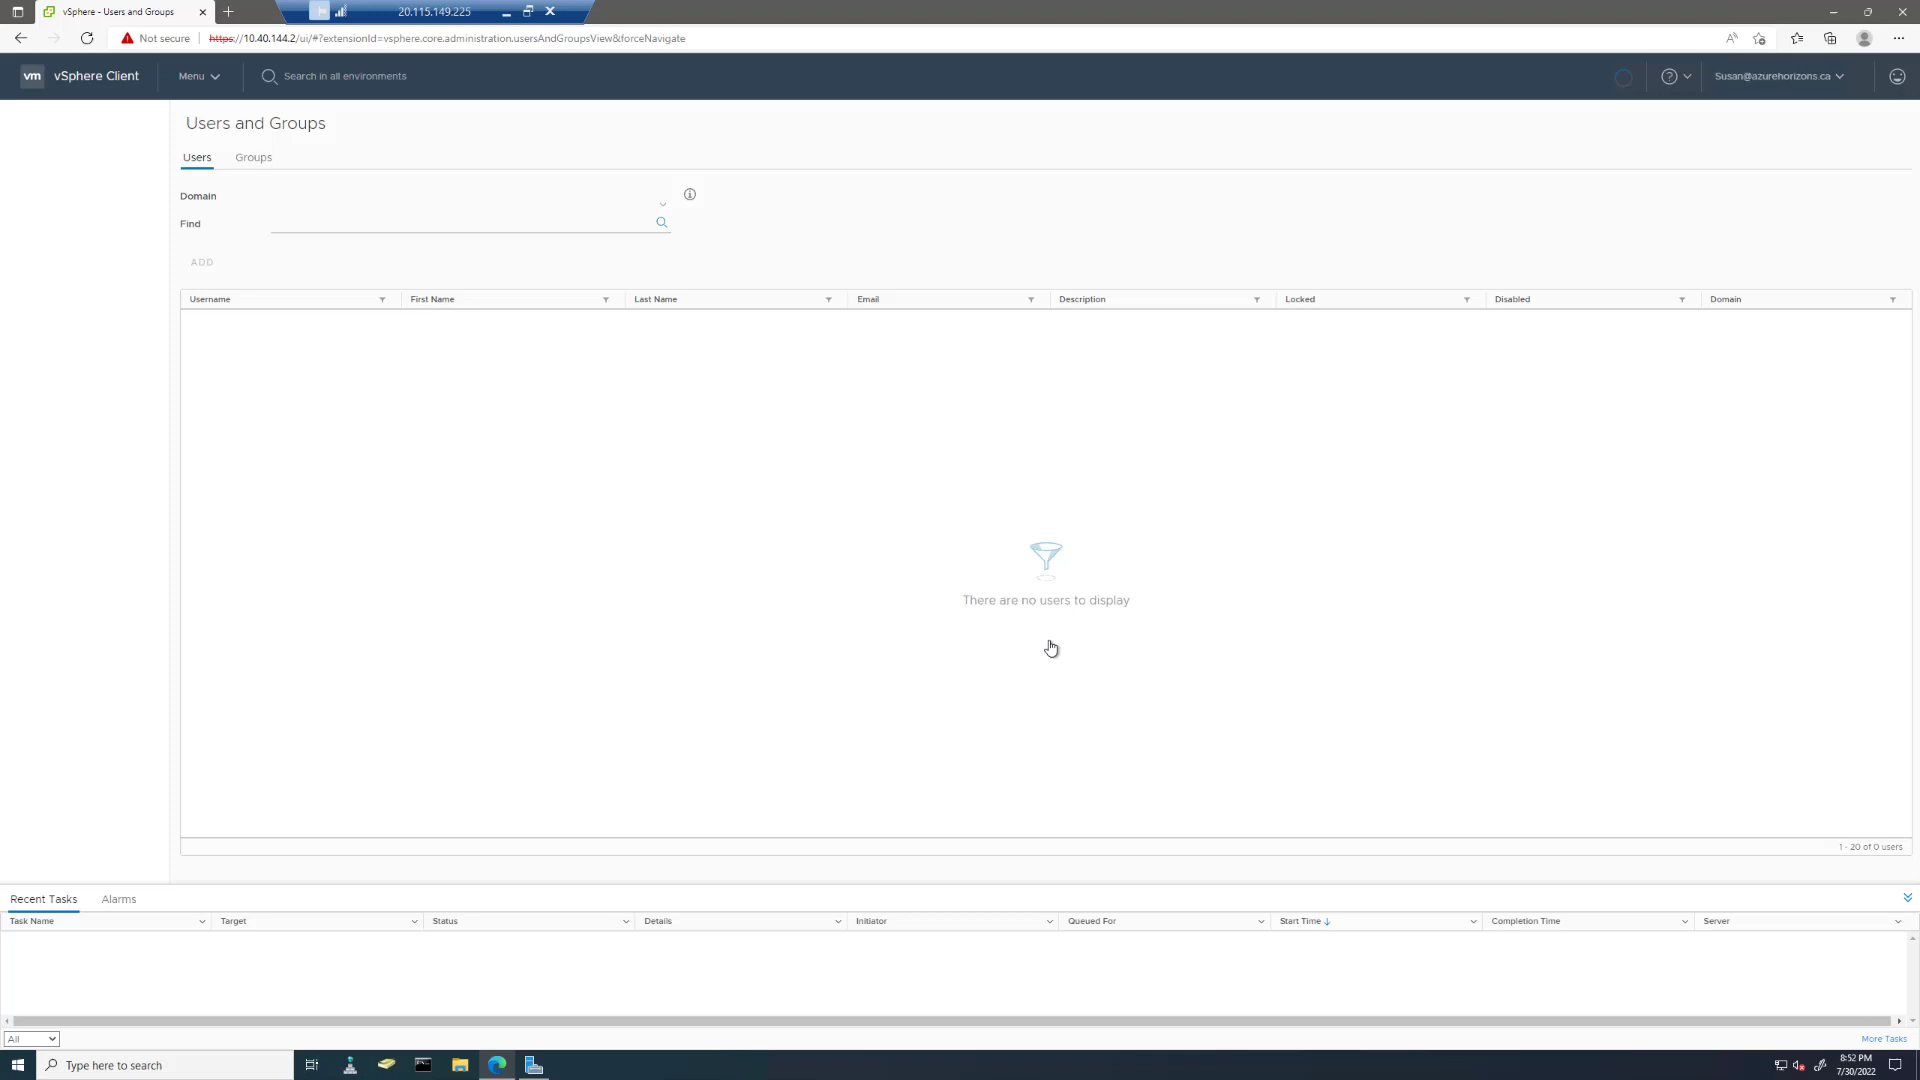 vSphere - Users and Groups
20.115.149.225
Not secure
https://10.40.144.2/ui/#?extensionId=vsphere.core.administration.usersAndGroupsView&forceNavigate
vm vSphere Client
Menu
Search in all environments
Susan@azurehorizons.ca
Users and Groups
Users Groups
Domain
Find
ADD
Username First Name Last Name Email Description Locked Disabled Domain
There are no users to display
1 - 20 of 0 users
Recent Tasks Alarms
Task Name Target Status Details Initiator Queued For Start Time ↓ Completion Time Server
All
More Tasks
Type here to search
8:52 PM
7/30/2022